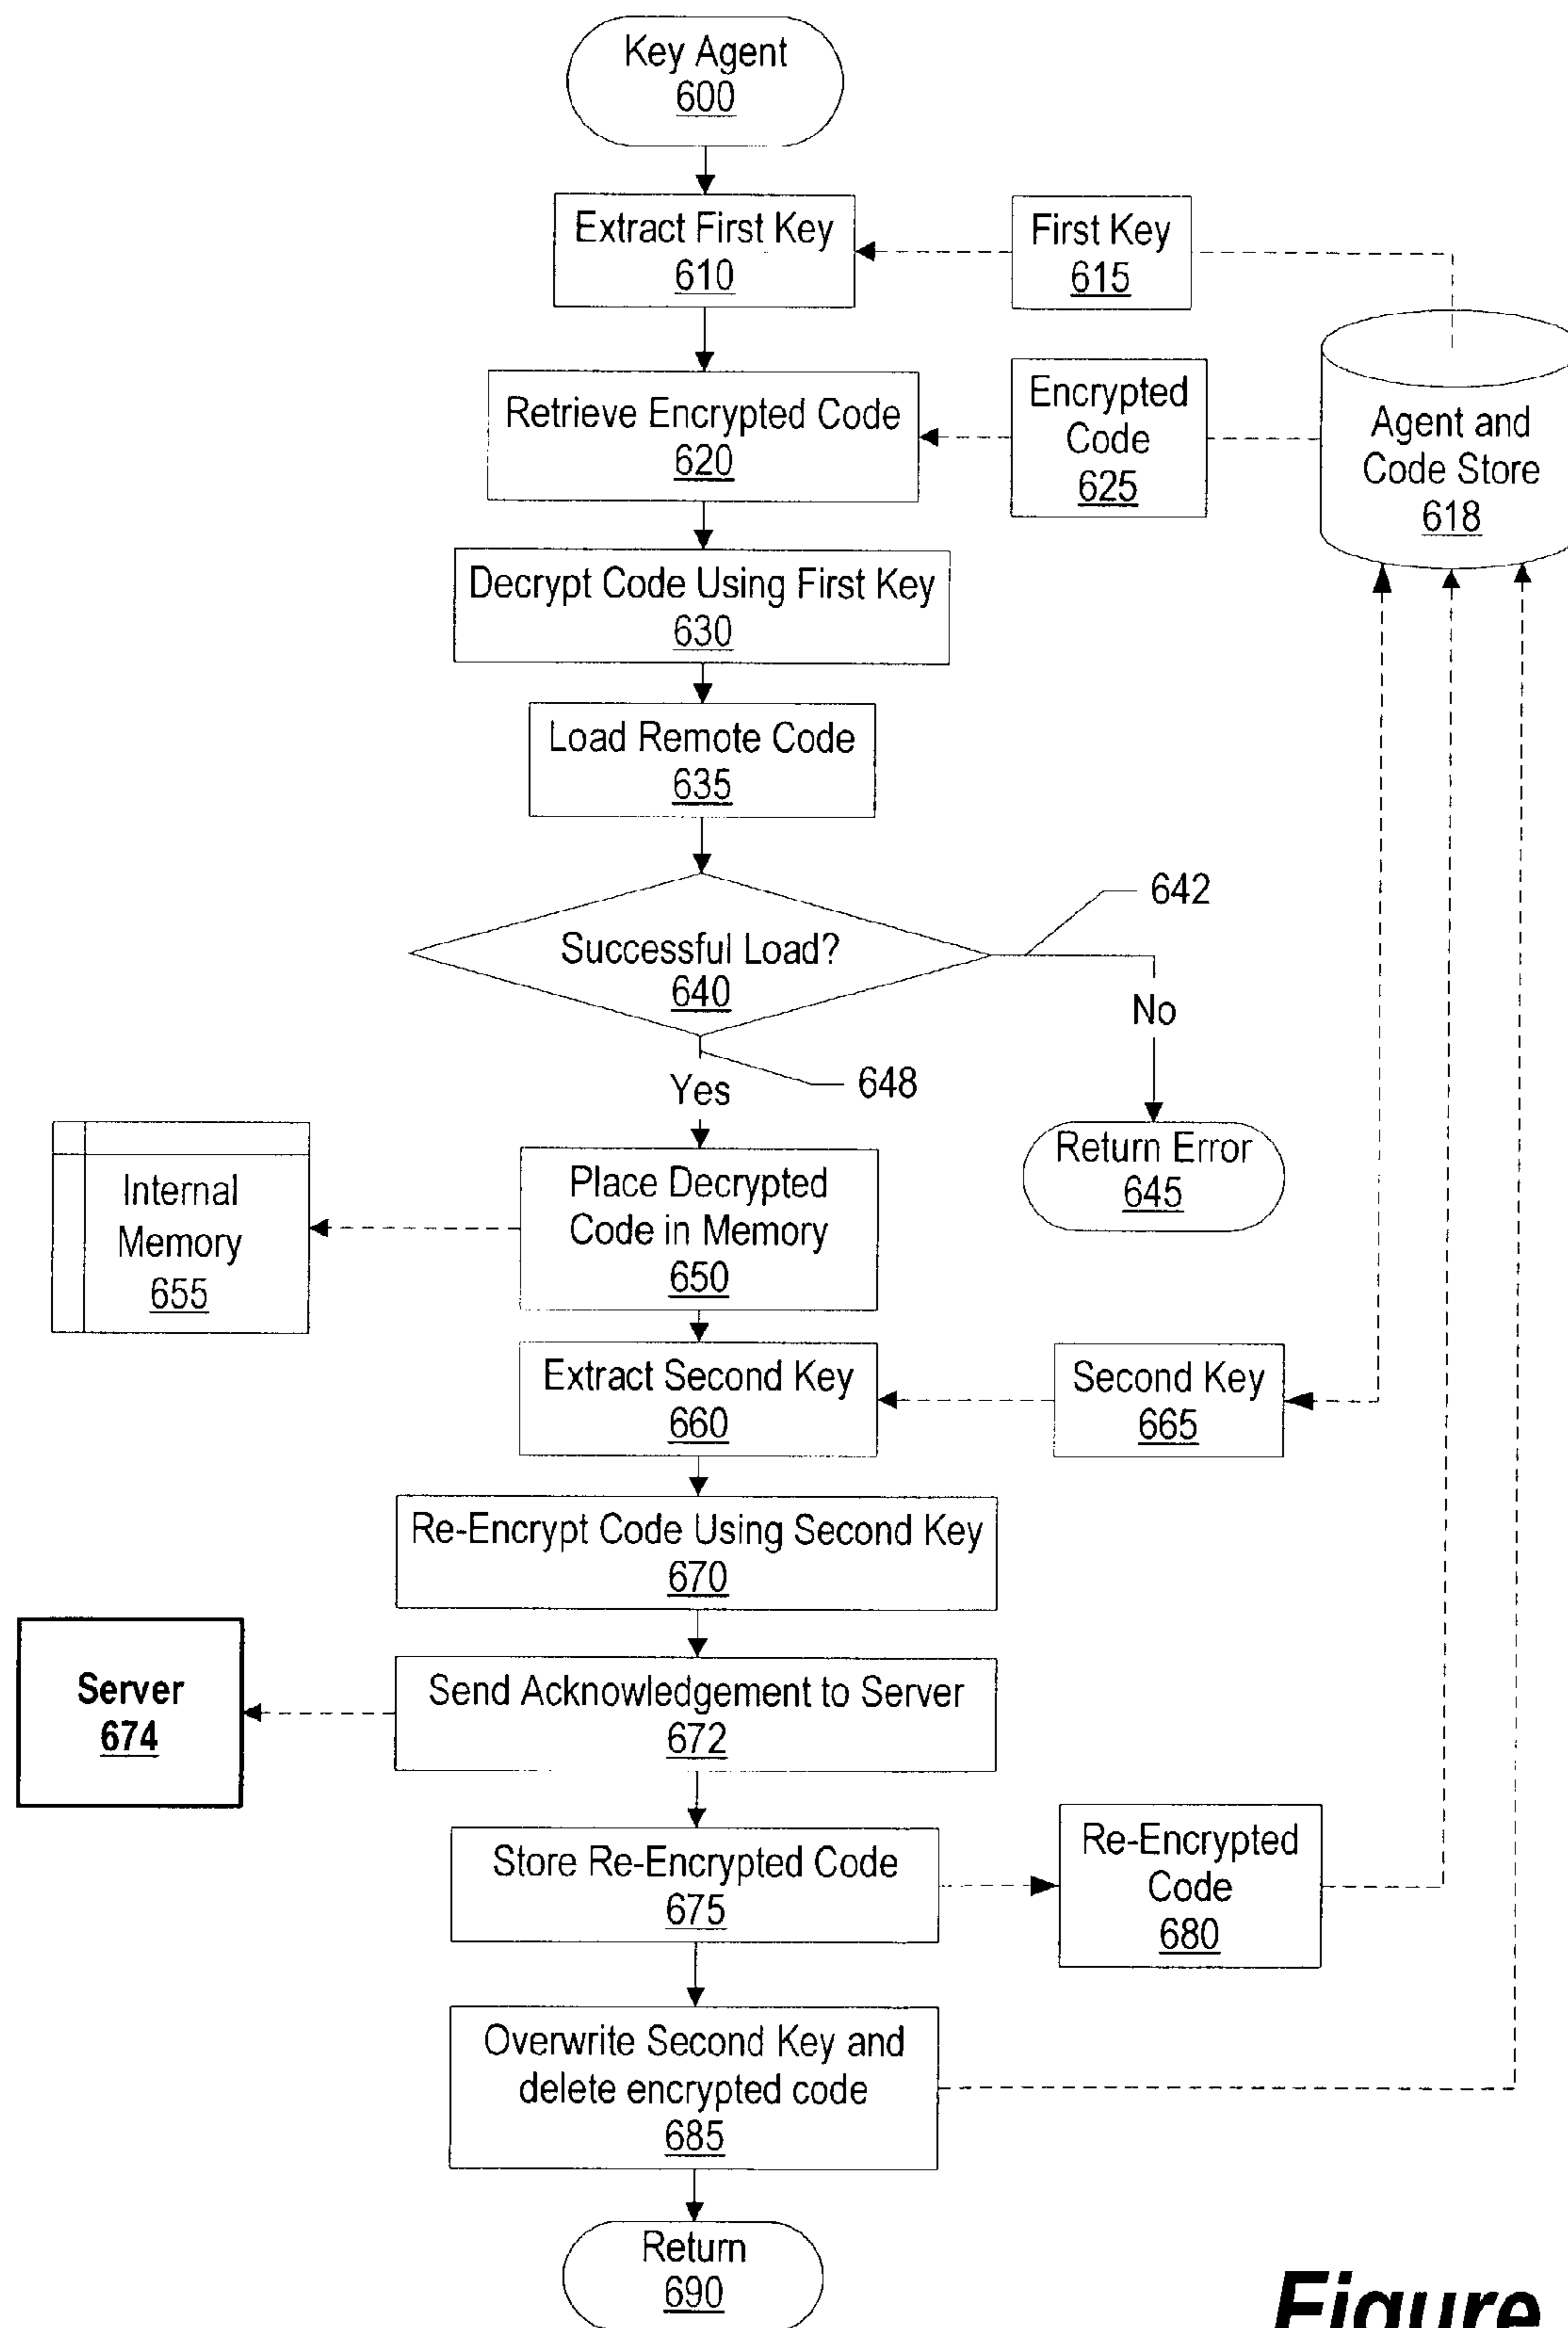 Key Agent
600
Extract First Key
610
First Key
615
Retrieve Encrypted Code
620
Encrypted
Code
625
Agent and
Code Store
618
Decrypt Code Using First Key
630
Load Remote Code
635
Successful Load?
640
642
No
648
Yes
Return Error
645
Internal
Memory
655
Place Decrypted
Code in Memory
650
Extract Second Key
660
Second Key
665
Re-Encrypt Code Using Second Key
670
Server
674
Send Acknowledgement to Server
672
Store Re-Encrypted Code
675
Re-Encrypted
Code
680
Overwrite Second Key and
delete encrypted code
685
Return
690
Figure